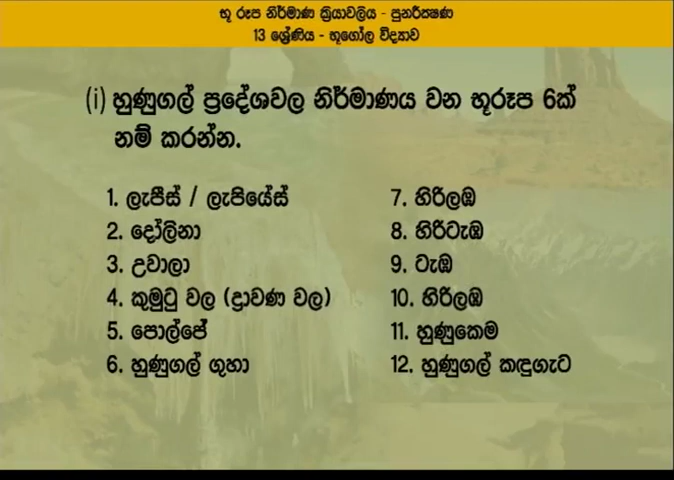 භූ රූප නිර්මාණ ක්‍රියාවලිය - පුනරීක්ෂණ
13 ශ්‍රේණිය - භූගෝල විද්‍යාව
(i) හුණුගල් ප්‍රදේශවල නිර්මාණය වන භූරූප 6ක්
නම් කරන්න.
1. ලැපීස් / ලැපියේස්
2. දෝලිනා
3. උවාලා
4. කුමුටු වල (ද්‍රාවණ වල)
5. පොල්පේ
6. හුණුගල් ගුහා
7. හිරිලඹ
8. හිරිටැඹ
9. ටැඹ
10. හිරිලඹ
11. හුණුකෙම
12. හුණුගල් කඳුගැට